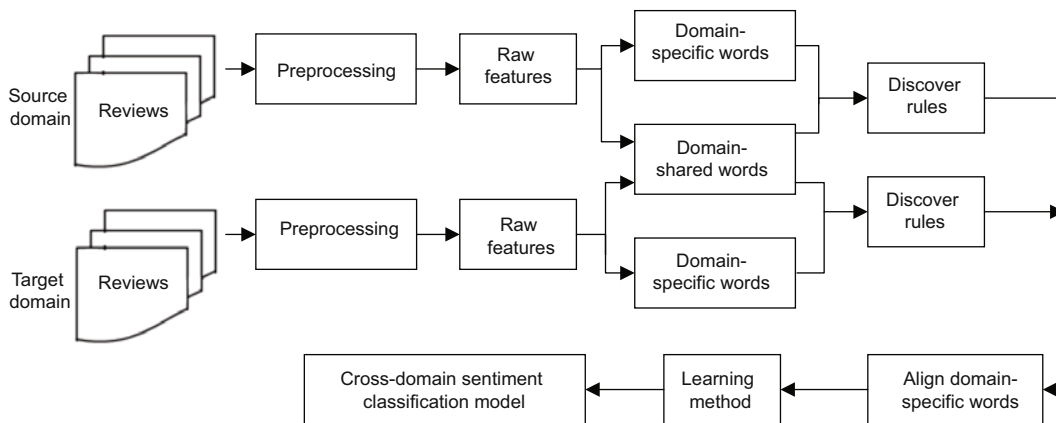 Source
domain
Reviews
Preprocessing
Raw
features
Domain-
specific words
Domain-
shared words
Discover
rules
Target
domain
Reviews
Preprocessing
Raw
features
Domain-
specific words
Discover
rules
Cross-domain sentiment
classification model
Learning
method
Align domain-
specific words